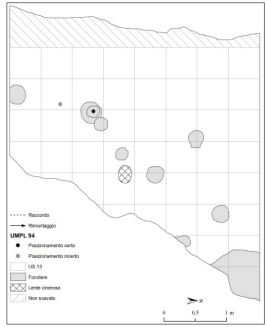 Raccordo
Rimontaggio
UMPL 94
Posizionamento certo
Posizionamento incerto
US 13
Focolare
Lente cinerosa
Non scavato
Z
0 0,5 1 m